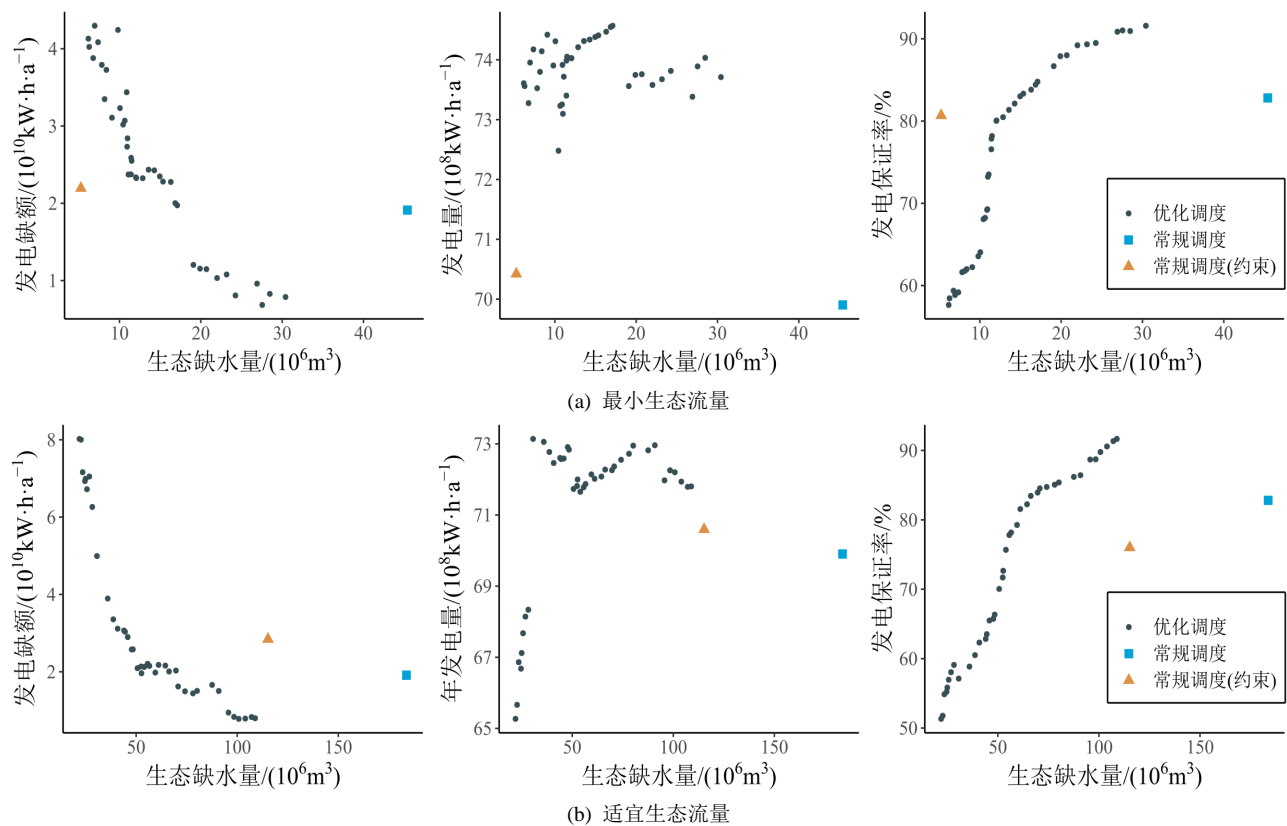 发电缺额/(10¹⁰kW·h·a⁻¹)
4
3
2
1
10
20
30
40
生态缺水量/(10⁶m³)
发电量/(10⁸kW·h·a⁻¹)
74
73
72
71
70
10
20
30
40
生态缺水量/(10⁶m³)
发电保证率/%
90
80
70
60
10
20
30
40
生态缺水量/(10⁶m³)
优化调度
常规调度
常规调度(约束)
(a) 最小生态流量
发电缺额/(10¹⁰kW·h·a⁻¹)
8
6
4
2
50
100
150
生态缺水量/(10⁶m³)
年发电量/(10⁸kW·h·a⁻¹)
73
71
69
67
65
50
100
150
生态缺水量/(10⁶m³)
发电保证率/%
90
80
70
60
50
50
100
150
生态缺水量/(10⁶m³)
优化调度
常规调度
常规调度(约束)
(b) 适宜生态流量